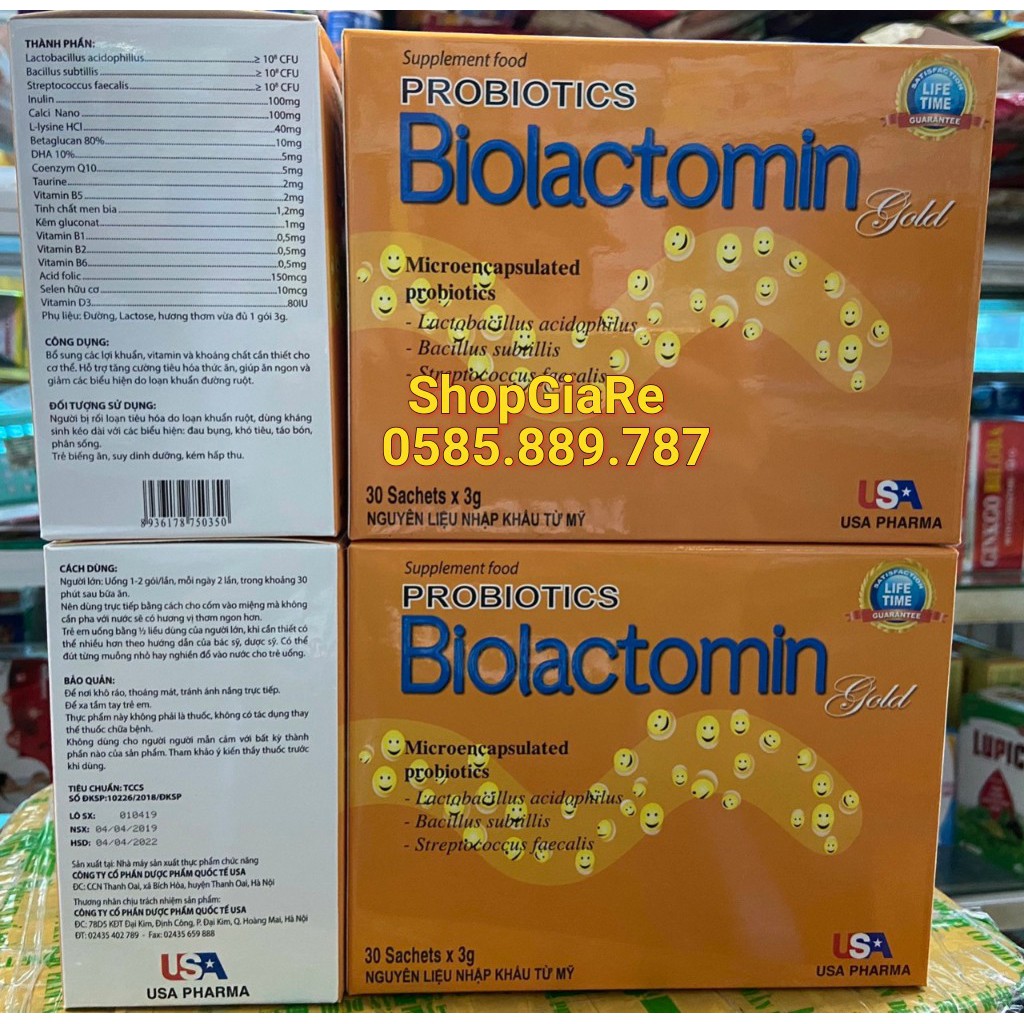 THÀNH PHẦN:
Lactobacillus acidophillus ≥ 10⁸ CFU
Bacillus subtillis ≥ 10⁸ CFU
Streptococcus faecalis ≥ 10⁸ CFU
Inulin 100mg
Calci Nano 100mg
L-lysine HCl 40mg
Betaglucan 80% 10mg
DHA 10% 5mg
Coenzym Q10 5mg
Taurine 2mg
Vitamin B5 2mg
Tinh chất men bia 1,2mg
Kẽm gluconat 1mg
Vitamin B1 0,5mg
Vitamin B2 0,5mg
Vitamin B6 0,5mg
Acid folic 150mcg
Selen hữu cơ 10mcg
Vitamin D3 80IU
Phụ liệu: Đường, Lactose, hương thơm vừa đủ 1 gói 3g.
CÔNG DỤNG:
Bổ sung các lợi khuẩn, vitamin và khoáng chất cần thiết cho
cơ thể. Hỗ trợ tăng cường tiêu hóa thức ăn, giúp ăn ngon và
giảm các biểu hiện do loạn khuẩn đường ruột.
ĐỐI TƯỢNG SỬ DỤNG:
Người bị rối loạn tiêu hóa do loạn khuẩn ruột, dùng kháng
sinh kéo dài với các biểu hiện: đau bụng, khó tiêu, táo bón,
phân sống.
Trẻ biếng ăn, suy dinh dưỡng, kém hấp thu.
8 936178 750350
Supplement food
PROBIOTICS
Biolactomin
Gold
SATISFACTION
LIFE
TIME
GUARANTEE
Microencapsulated
probiotics
- Lactobacillus acidophilus
- Bacillus subtillis
- Streptococcus faecalis
ShopGiaRe
0585.889.787
30 Sachets x 3g
NGUYÊN LIỆU NHẬP KHẨU TỪ MỸ
USA
USA PHARMA
CÁCH DÙNG:
Người lớn: Uống 1-2 gói/lần, mỗi ngày 2 lần, trong khoảng 30
phút sau bữa ăn.
Nên dùng trực tiếp bằng cách cho cốm vào miệng mà không
cần pha với nước sẽ có hương vị thơm ngon hơn.
Trẻ em uống bằng ½ liều dùng của người lớn, khi cần thiết có
thể nhiều hơn theo hướng dẫn của bác sỹ, dược sỹ. Có thể
đút từng muỗng nhỏ hay nghiền đổ vào nước cho trẻ uống.
BẢO QUẢN:
Để nơi khô ráo, thoáng mát, tránh ánh nắng trực tiếp.
Để xa tầm tay trẻ em.
Thực phẩm này không phải là thuốc, không có tác dụng thay
thế thuốc chữa bệnh.
Không dùng cho người người mẫn cảm với bất kỳ thành
phần nào của sản phẩm. Tham khảo ý kiến thầy thuốc trước
khi dùng.
TIÊU CHUẨN: TCCS
SỐ ĐKSP:10226/2018/ĐKSP
LÔ SX: 010419
NSX: 04/04/2019
HSD: 04/04/2022
Sản xuất tại: Nhà máy sản xuất thực phẩm chức năng
CÔNG TY CỔ PHẦN DƯỢC PHẨM QUỐC TẾ USA
ĐC: CCN Thanh Oai, xã Bích Hòa, huyện Thanh Oai, Hà Nội
Thương nhân chịu trách nhiệm sản phẩm:
CÔNG TY CỔ PHẦN DƯỢC PHẨM QUỐC TẾ USA
ĐC: 78D5 KĐT Đại Kim, Định Công, P. Đại Kim, Q. Hoàng Mai, Hà Nội
ĐT: 02435 402 789 - Fax: 02435 659 888
USA
USA PHARMA
Supplement food
PROBIOTICS
Biolactomin
Gold
SATISFACTION
LIFE
TIME
GUARANTEE
Microencapsulated
probiotics
- Lactobacillus acidophilus
- Bacillus subtillis
- Streptococcus faecalis
30 Sachets x 3g
NGUYÊN LIỆU NHẬP KHẨU TỪ MỸ
USA
USA PHARMA
GINKGO BILOBA
LUPIC